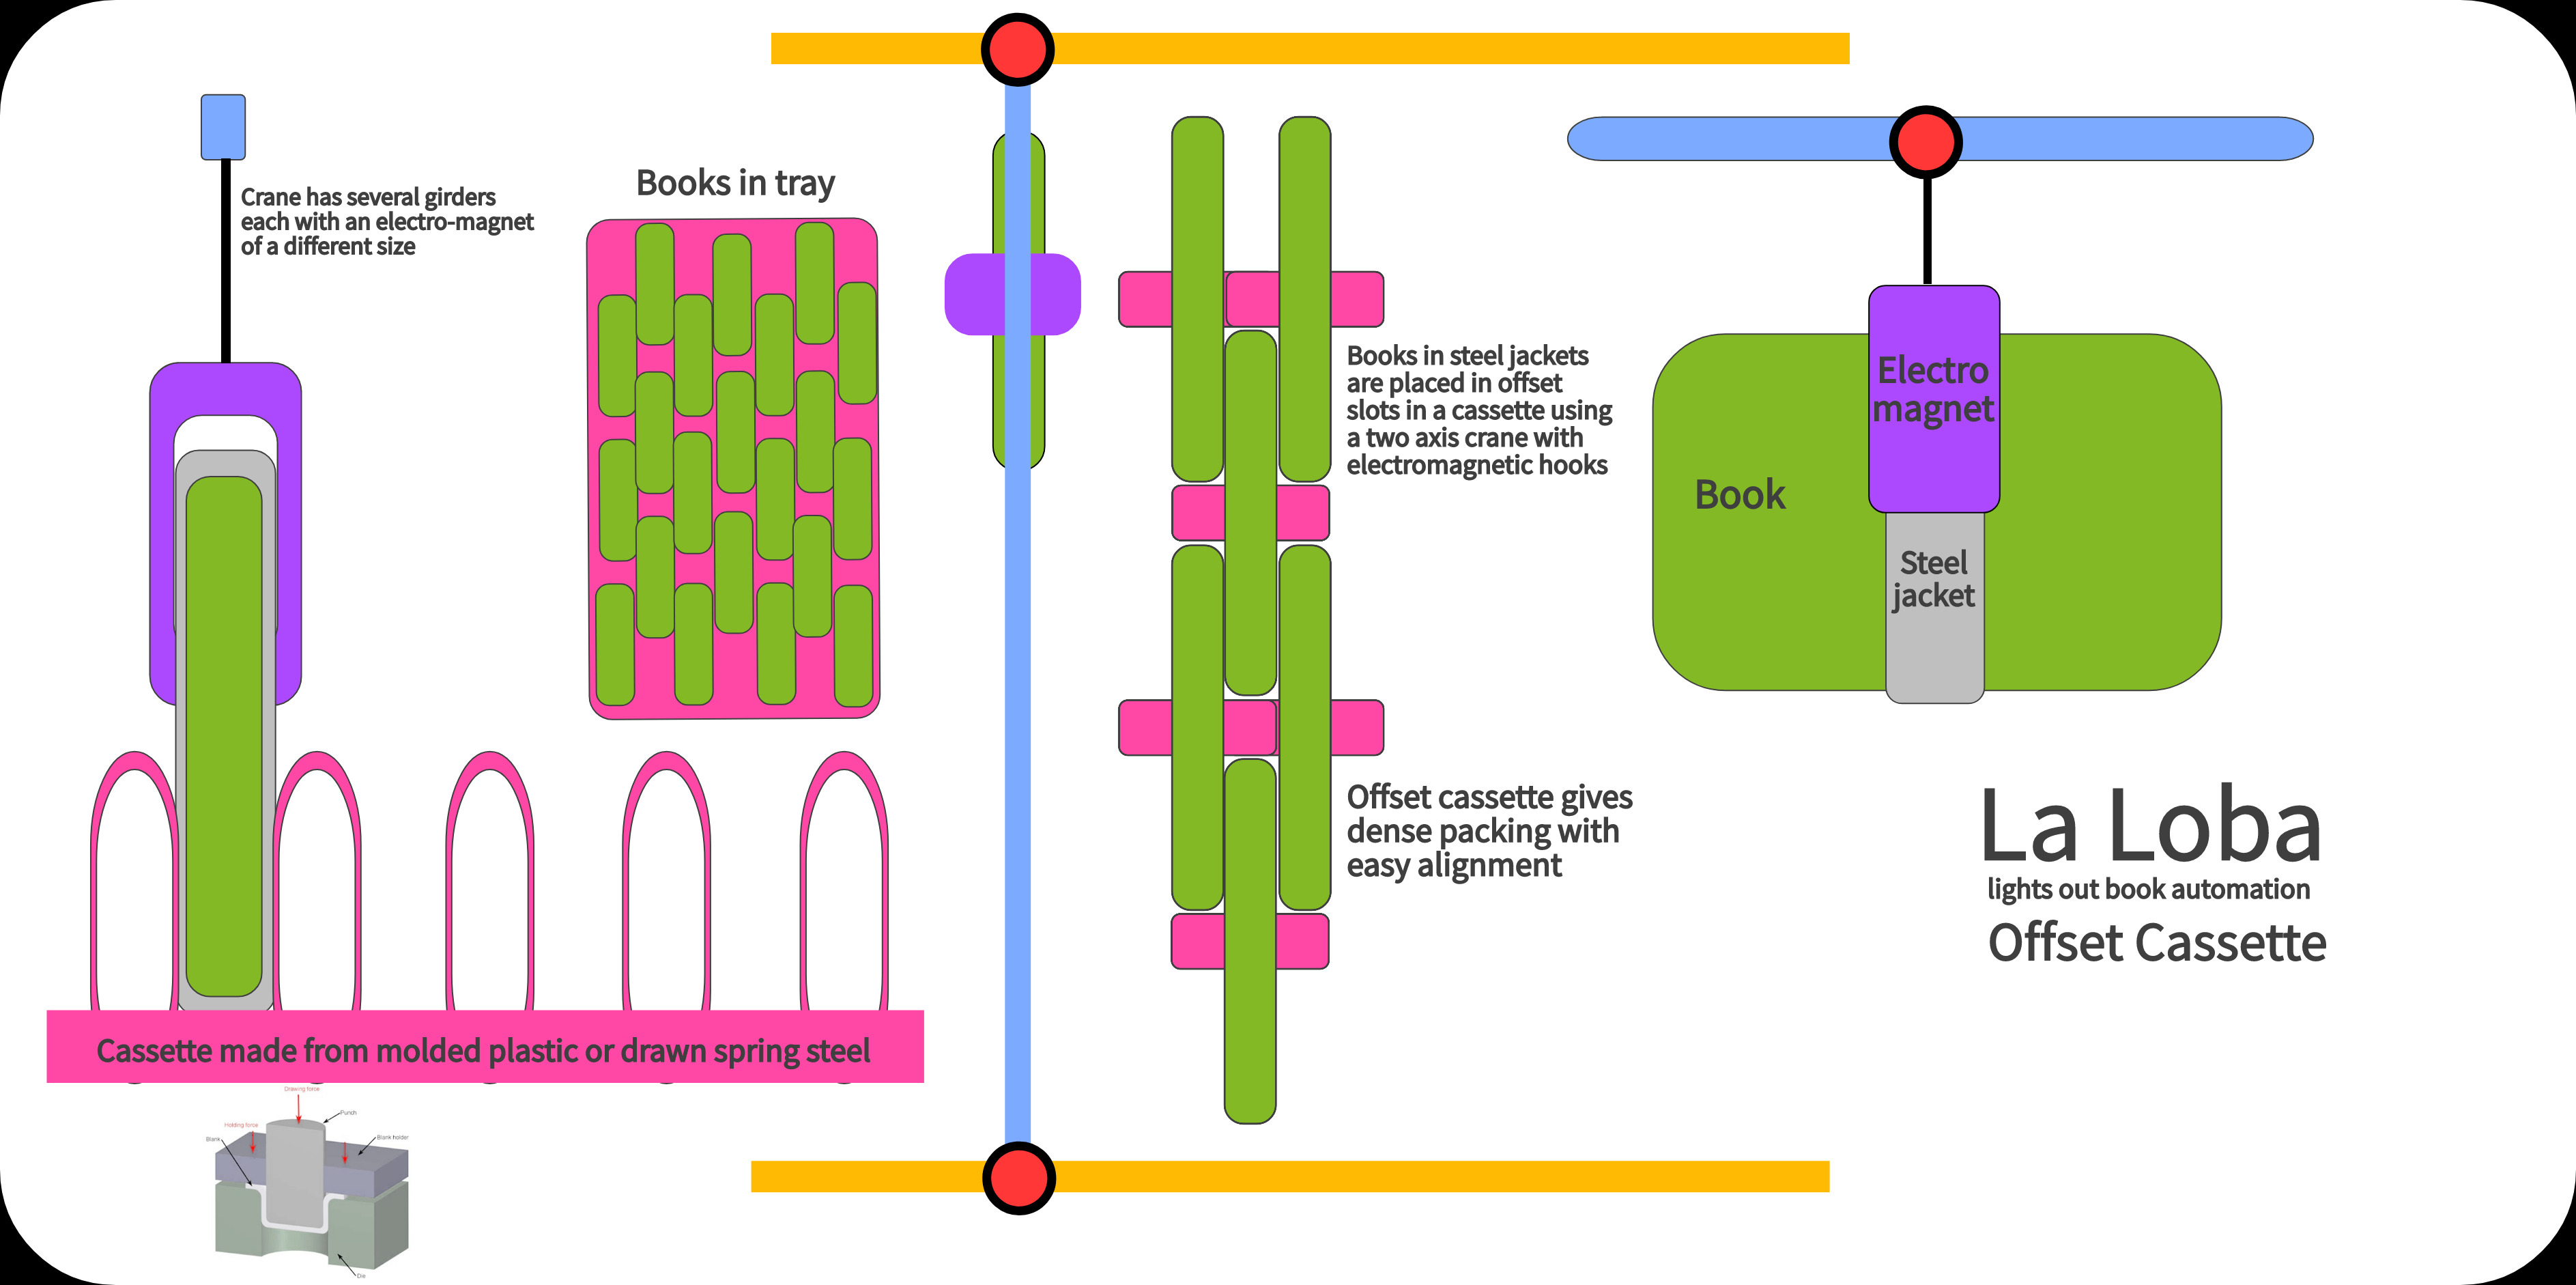 Crane has several girders
each with an electro-magnet
of a different size
Books in tray
Books in steel jackets
are placed in offset
slots in a cassette using
a two axis crane with
electromagnetic hooks
Electro
magnet
Book
Steel
jacket
Offset cassette gives
dense packing with
easy alignment
La Loba
lights out book automation
Offset Cassette
Cassette made from molded plastic or drawn spring steel
Drawing force
Punch
Holding force
Blank
Blank holder
Die